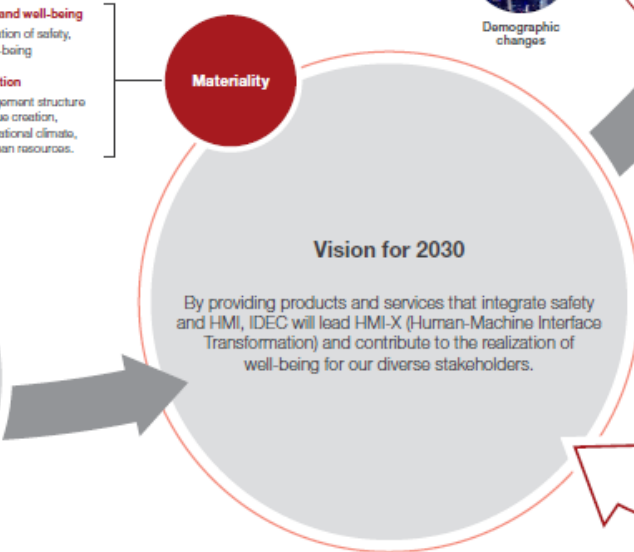 and well-being
tion of safety,
-being
tion
gement structure
ue creation,
ational climate,
an resources.
Materiality
Demographic
changes
Vision for 2030
By providing products and services that integrate safety
and HMI, IDEC will lead HMI-X (Human-Machine Interface
Transformation) and contribute to the realization of
well-being for our diverse stakeholders.